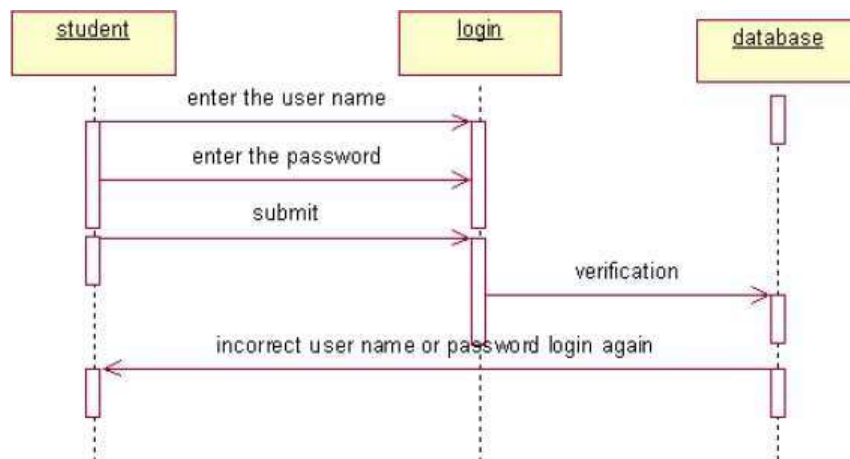 student
login
database
enter the user name
enter the password
submit
verification
incorrect user name or password login again